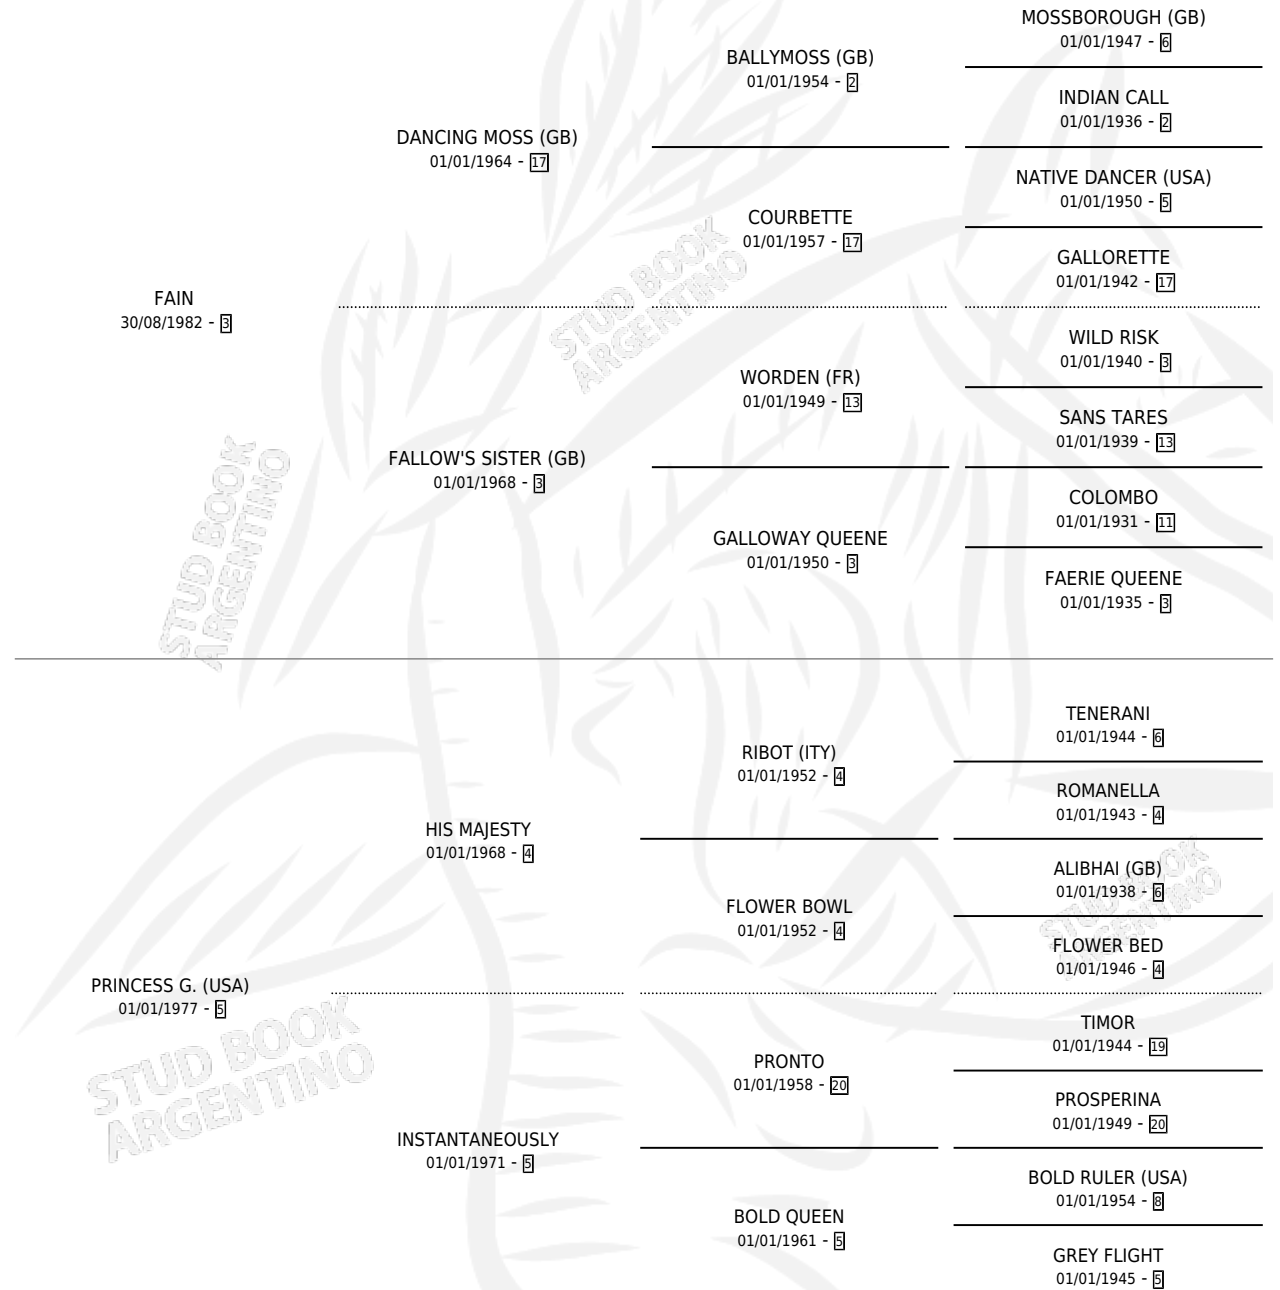 MOSSBOROUGH (GB)
01/01/1947 - 6
BALLYMOSS (GB)
01/01/1954 - 2
INDIAN CALL
01/01/1936 - 2
DANCING MOSS (GB)
01/01/1964 - 17
NATIVE DANCER (USA)
01/01/1950 - 5
COURBETTE
01/01/1957 - 17
GALLORETTE
01/01/1942 - 17
FAIN
30/08/1982 - 3
WILD RISK
01/01/1940 - 3
WORDEN (FR)
01/01/1949 - 13
SANS TARES
01/01/1939 - 13
FALLOW'S SISTER (GB)
01/01/1968 - 3
COLOMBO
01/01/1931 - 11
GALLOWAY QUEENE
01/01/1950 - 3
FAERIE QUEENE
01/01/1935 - 3
STUD BOOK
ARGENTINO
STUD BOOK
ARGENTINO
TENERANI
01/01/1944 - 6
RIBOT (ITY)
01/01/1952 - 4
ROMANELLA
01/01/1943 - 4
HIS MAJESTY
01/01/1968 - 4
ALIBHAI (GB)
01/01/1938 - 6
FLOWER BOWL
01/01/1952 - 4
FLOWER BED
01/01/1946 - 4
STUD BOOK
ARGENTINO
PRINCESS G. (USA)
01/01/1977 - 5
TIMOR
01/01/1944 - 19
PRONTO
01/01/1958 - 20
PROSPERINA
01/01/1949 - 20
INSTANTANEOUSLY
01/01/1971 - 5
BOLD RULER (USA)
01/01/1954 - 8
BOLD QUEEN
01/01/1961 - 5
GREY FLIGHT
01/01/1945 - 5
STUD BOOK
ARGENTINO